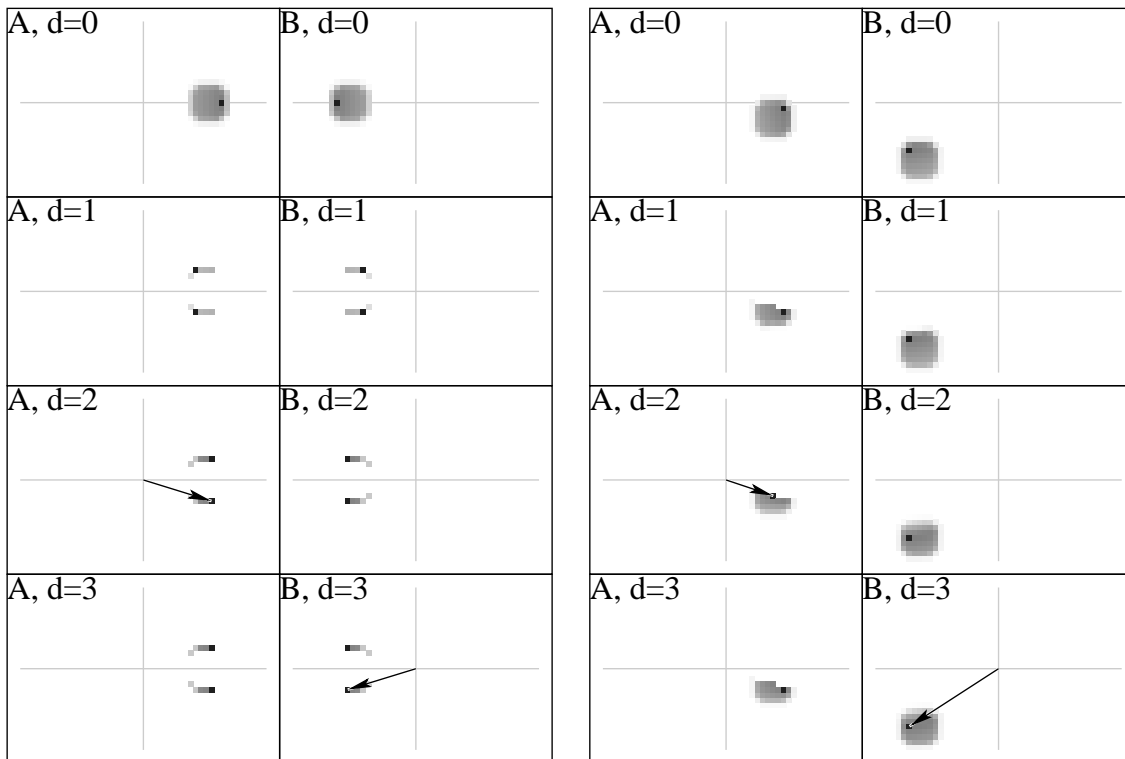 A, d=0 B, d=0 A, d=0 B, d=0
A, d=1 B, d=1 A, d=1 B, d=1
A, d=2 B, d=2 A, d=2 B, d=2
A, d=3 B, d=3 A, d=3 B, d=3